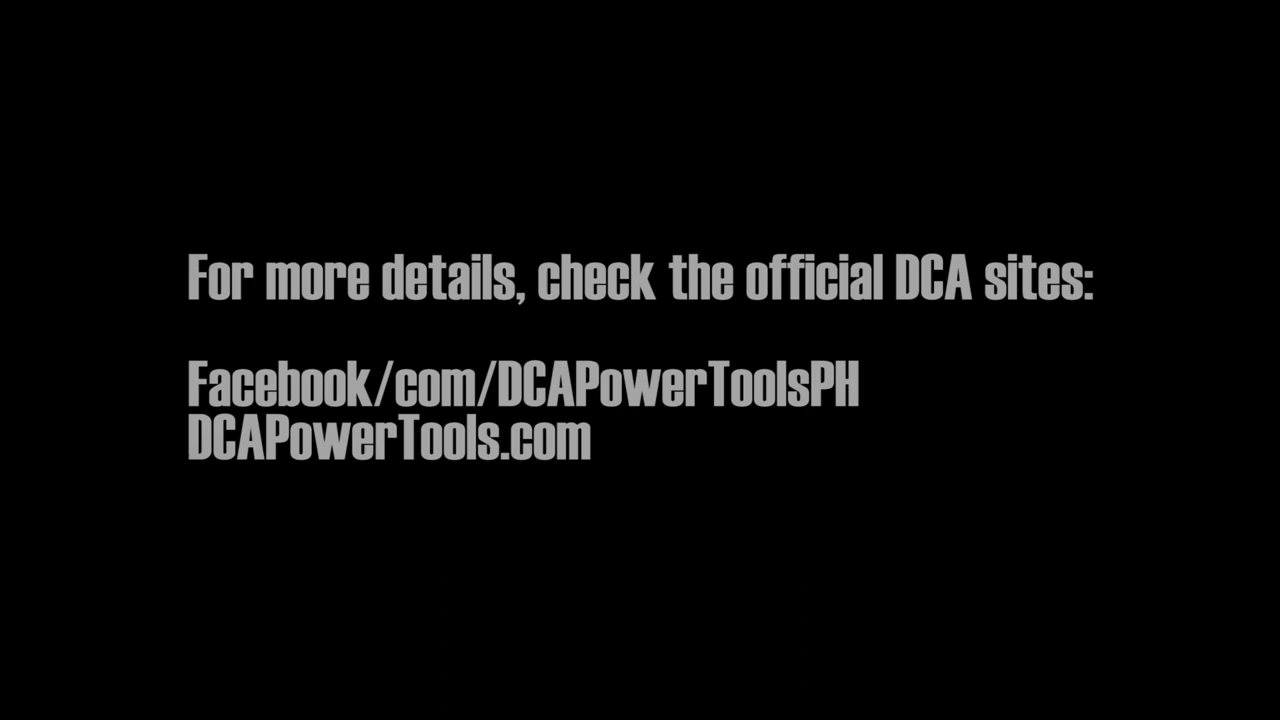 For more details, check the official DCA sites:
Facebook/com/DCAPowerToolsPH
DCAPowerTools.com